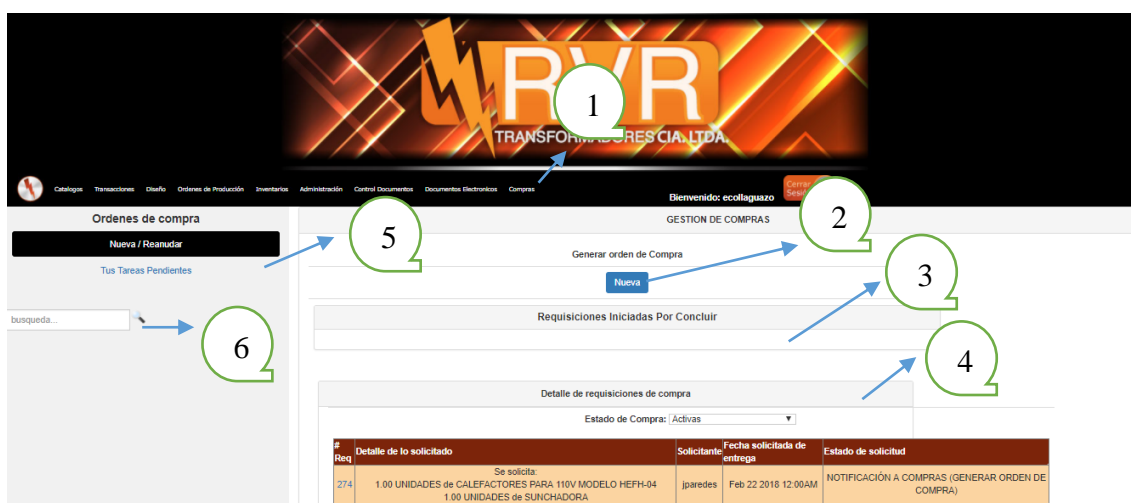 RVR
TRANSFORMADORES CIA. LTDA.
1
Catalogos Transacciones Diseño Ordenes de Producción Inventarios Administración Control Documentos Documentos Electronicos Compras
Bienvenido: ecollaguazo
Cerrar
Sesión
Ordenes de compra
GESTION DE COMPRAS
2
5
Nueva / Reanudar
Generar orden de Compra
Tus Tareas Pendientes
Nueva
3
busqueda...
Requisiciones Iniciadas Por Concluir
6
4
Detalle de requisiciones de compra
Estado de Compra: Activas
# Req Detalle de lo solicitado Solicitante Fecha solicitada de entrega Estado de solicitud
Se solicita:
274 1.00 UNIDADES de CALEFACTORES PARA 110V MODELO HEFH-04 jparedes Feb 22 2018 12:00AM NOTIFICACIÓN A COMPRAS (GENERAR ORDEN DE COMPRA)
1.00 UNIDADES de SUNCHADORA